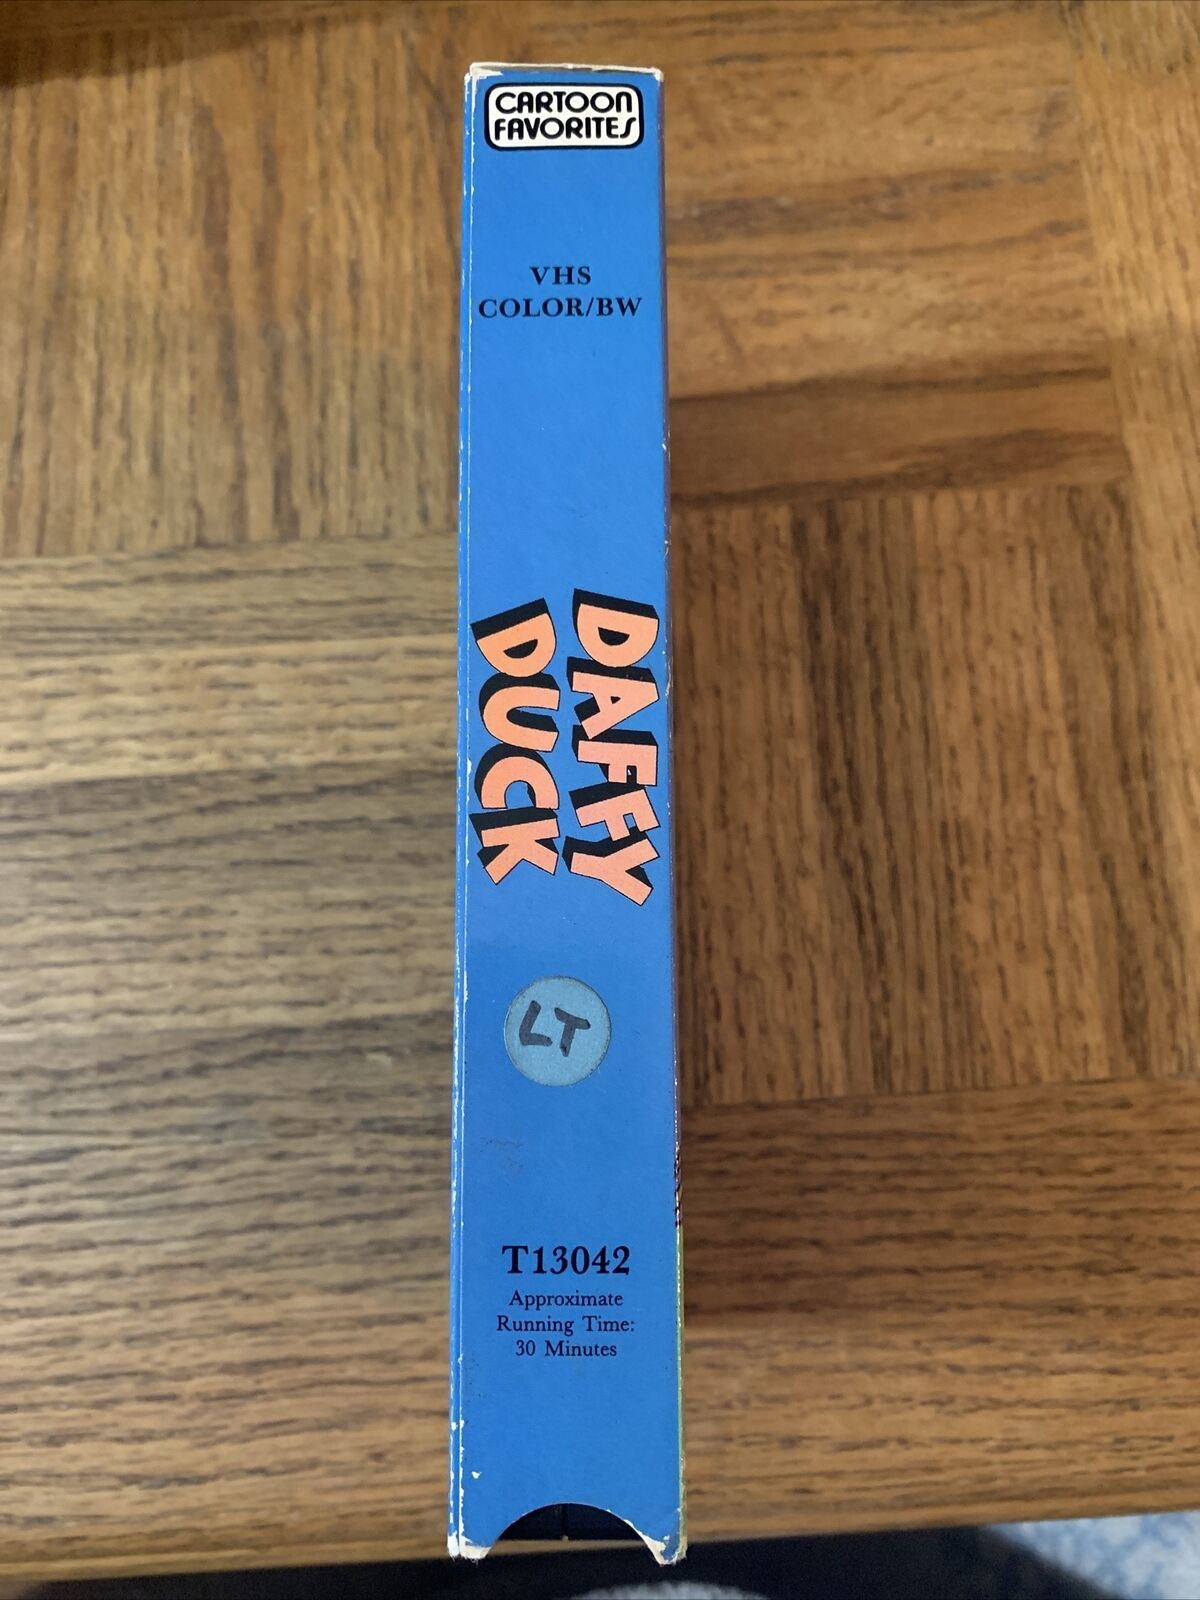 CARTOON
FAVORITES
VHS
COLOR/BW
DAFFY
DUCK
LT
T13042
Approximate
Running Time:
30 Minutes